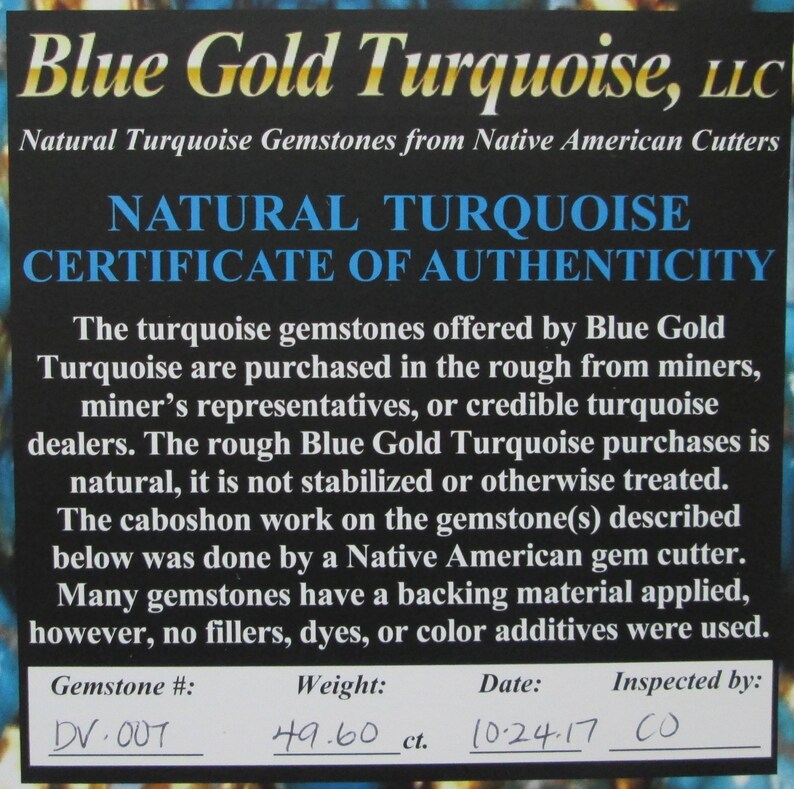 Blue Gold Turquoise, LLC
Natural Turquoise Gemstones from Native American Cutters
NATURAL TURQUOISE
CERTIFICATE OF AUTHENTICITY
The turquoise gemstones offered by Blue Gold
Turquoise are purchased in the rough from miners,
miner's representatives, or credible turquoise
dealers. The rough Blue Gold Turquoise purchases is
natural, it is not stabilized or otherwise treated.
The caboshon work on the gemstone(s) described
below was done by a Native American gem cutter.
Many gemstones have a backing material applied,
however, no fillers, dyes, or color additives were used.
Gemstone #: Weight: Date: Inspected by:
DV.007 49.60 ct. 10.24.17 CO